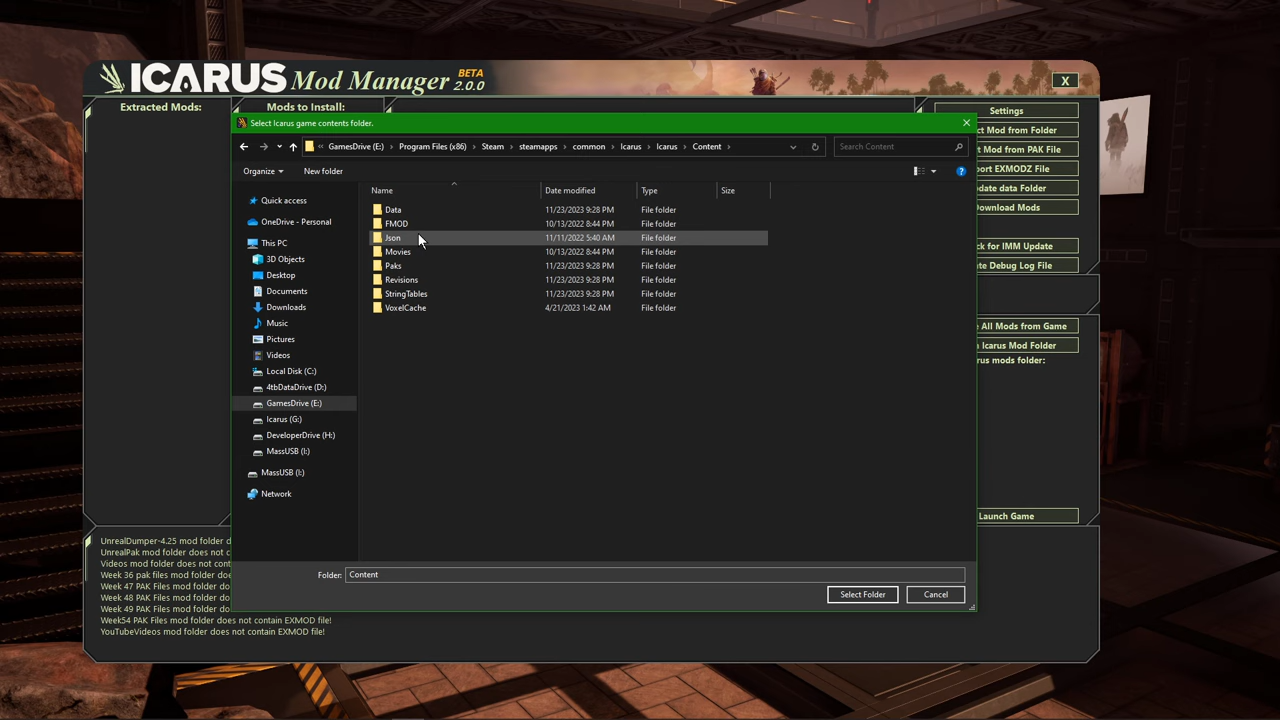 ICARUS Mod Manager BETA 2.0.0
X
Extracted Mods:
Mods to Install:
Settings
ct Mod from Folder
t Mod from PAK File
port EXMODZ File
pdate data Folder
ownload Mods
ck for IMM Update
te Debug Log File
e All Mods from Game
n Icarus Mod Folder
rus mods folder:
Launch Game
Select Icarus game contents folder.
« GamesDrive (E:) > Program Files (x86) > Steam > steamapps > common > Icarus > Icarus > Content >
Search Content
Organize
New folder
Name
Date modified
Type
Size
Quick access
OneDrive - Personal
This PC
3D Objects
Desktop
Documents
Downloads
Music
Pictures
Videos
Local Disk (C:)
4tbDataDrive (D:)
GamesDrive (E:)
Icarus (G:)
DeveloperDrive (H:)
MassUSB (I:)
MassUSB (I:)
Network
Data 11/23/2023 9:28 PM File folder
FMOD 10/13/2022 8:44 PM File folder
Json 11/11/2022 5:40 AM File folder
Movies 10/13/2022 8:44 PM File folder
Paks 11/23/2023 9:28 PM File folder
Revisions 11/23/2023 9:28 PM File folder
StringTables 11/23/2023 9:28 PM File folder
VoxelCache 4/21/2023 1:42 AM File folder
Folder: Content
Select Folder
Cancel
UnrealDumper-4.25 mod folder d
UnrealPak mod folder does not c
Videos mod folder does not cont
Week 36 pak files mod folder doe
Week 47 PAK Files mod folder do
Week 48 PAK Files mod folder do
Week 49 PAK Files mod folder do
Week54 PAK Files mod folder does not contain EXMOD file!
YouTubeVideos mod folder does not contain EXMOD file!